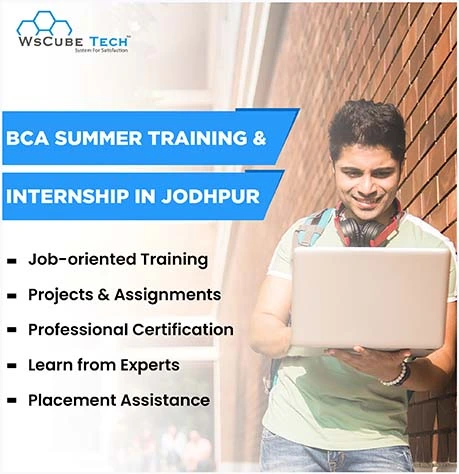 WsCube Tech™
System For Satisfaction
BCA SUMMER TRAINING &
INTERNSHIP IN JODHPUR
- Job-oriented Training
- Projects & Assignments
- Professional Certification
- Learn from Experts
- Placement Assistance